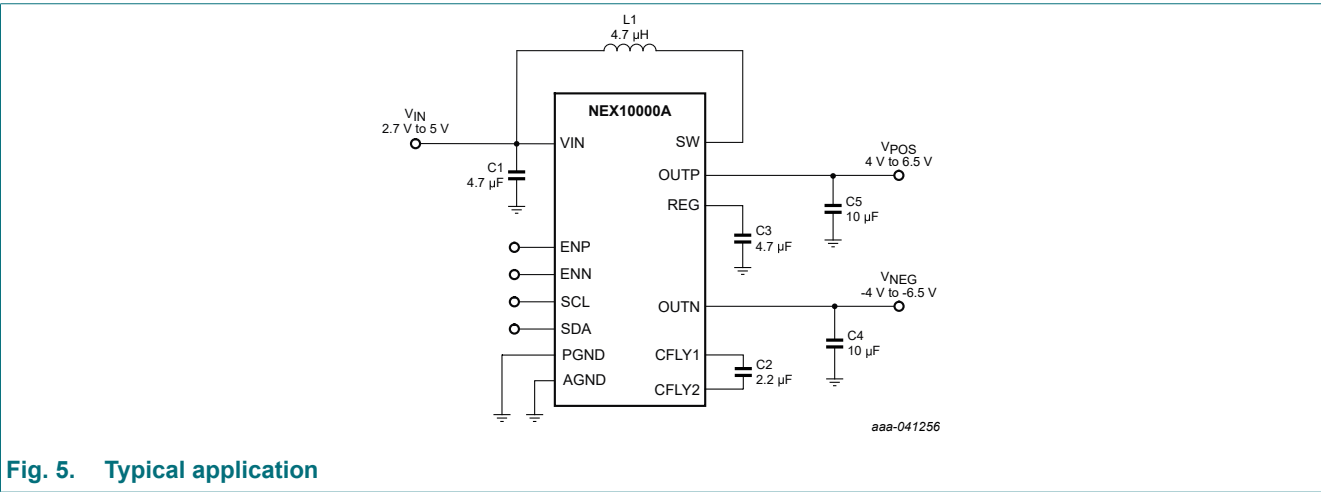 L1
4.7 µH
NEX10000A
VIN
2.7 V to 5 V
VIN
SW
C1
4.7 µF
OUTP
VPOS
4 V to 6.5 V
C5
10 µF
REG
C3
4.7 µF
ENP
ENN
SCL
SDA
PGND
AGND
OUTN
VNEG
-4 V to -6.5 V
C4
10 µF
CFLY1
C2
2.2 µF
CFLY2
aaa-041256
Fig. 5. Typical application